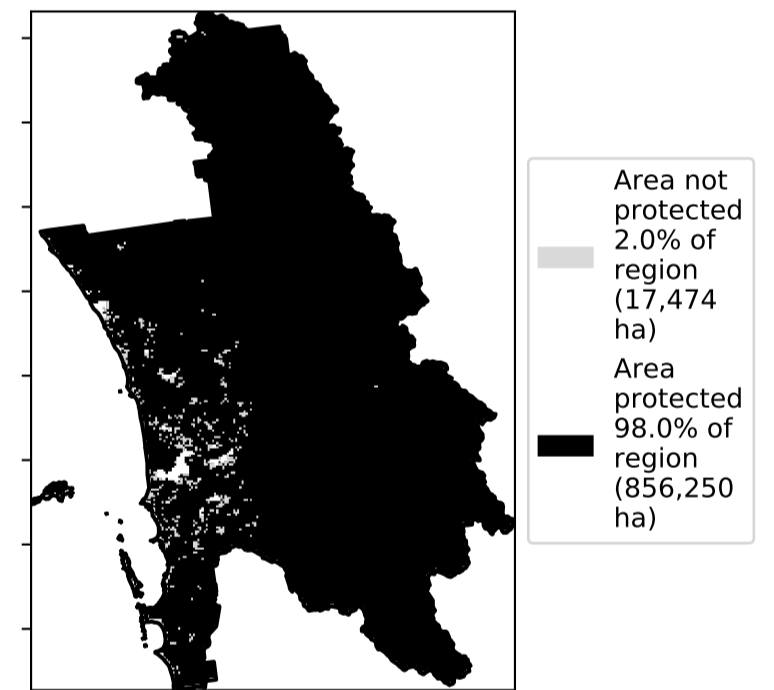 Area not
protected
2.0% of
region
(17,474
ha)
Area
protected
98.0% of
region
(856,250
ha)